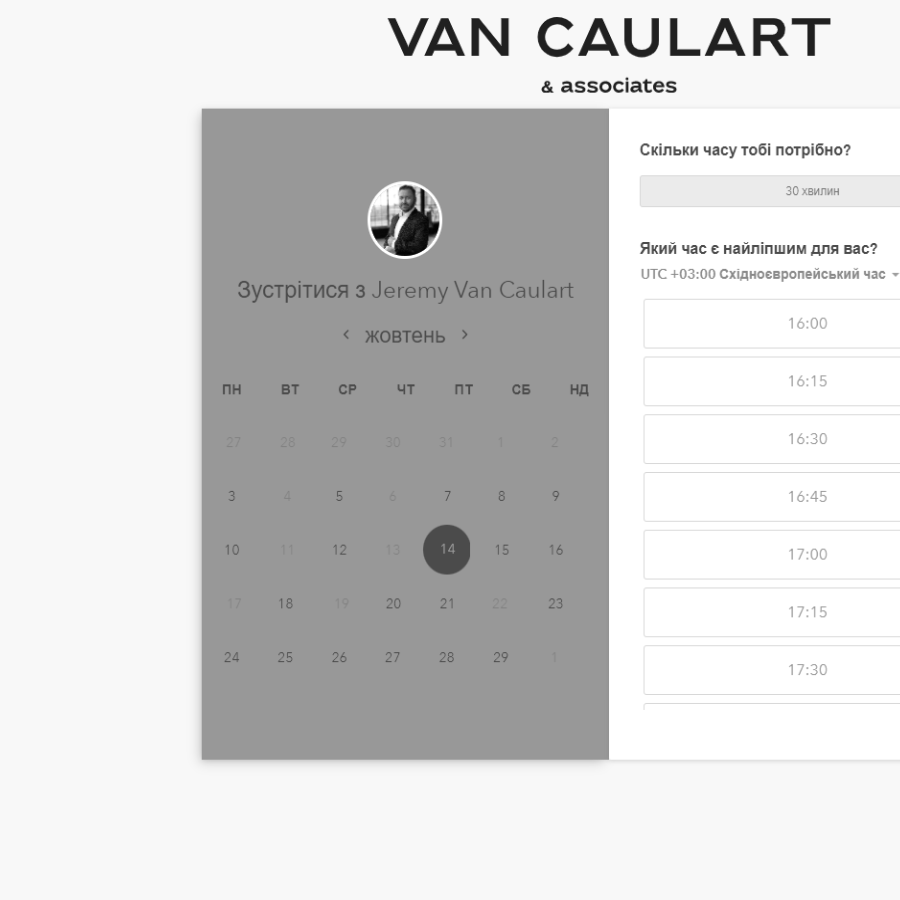 VAN CAULART
& associates
Зустрітися з Jeremy Van Caulart
жовтень
ПН ВТ СР ЧТ ПТ СБ НД
27 28 29 30 31 1 2
3 4 5 6 7 8 9
10 11 12 13 14 15 16
17 18 19 20 21 22 23
24 25 26 27 28 29 1
Скільки часу тобі потрібно?
30 хвилин
Який час є найліпшим для вас?
UTC +03:00 Східноєвропейський час
16:00
16:15
16:30
16:45
17:00
17:15
17:30